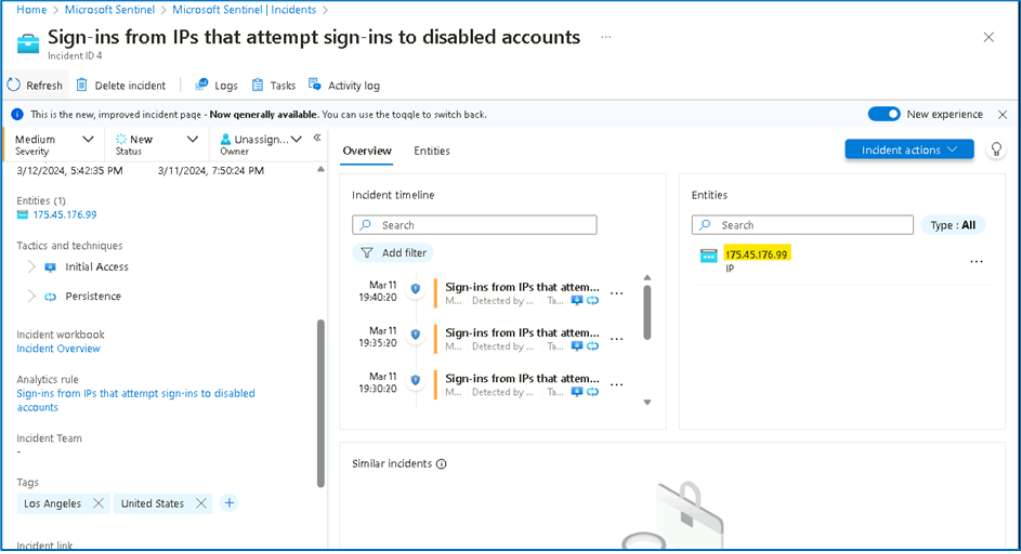 Home > Microsoft Sentinel > Microsoft Sentinel | Incidents >
Sign-ins from IPs that attempt sign-ins to disabled accounts ...
Incident ID 4
Refresh Delete incident Logs Tasks Activity log
This is the new, improved incident page - Now generally available. You can use the toggle to switch back. New experience
Medium
Severity
New
Status
Unassign...
Owner
3/12/2024, 5:42:35 PM 3/11/2024, 7:50:24 PM
Entities (1)
175.45.176.99
Tactics and techniques
Initial Access
Persistence
Incident workbook
Incident Overview
Analytics rule
Sign-ins from IPs that attempt sign-ins to disabled
accounts
Incident Team
-
Tags
Los Angeles United States +
Incident link
Overview Entities
Incident actions
Incident timeline
Search
Add filter
Mar 11
19:40:20
Sign-ins from IPs that attem... ...
M... Detected by ... Ta...
Mar 11
19:35:20
Sign-ins from IPs that attem... ...
M... Detected by ... Ta...
Mar 11
19:30:20
Sign-ins from IPs that attem... ...
M... Detected by ... Ta...
Entities
Search
Type : All
175.45.176.99
IP
...
Similar incidents